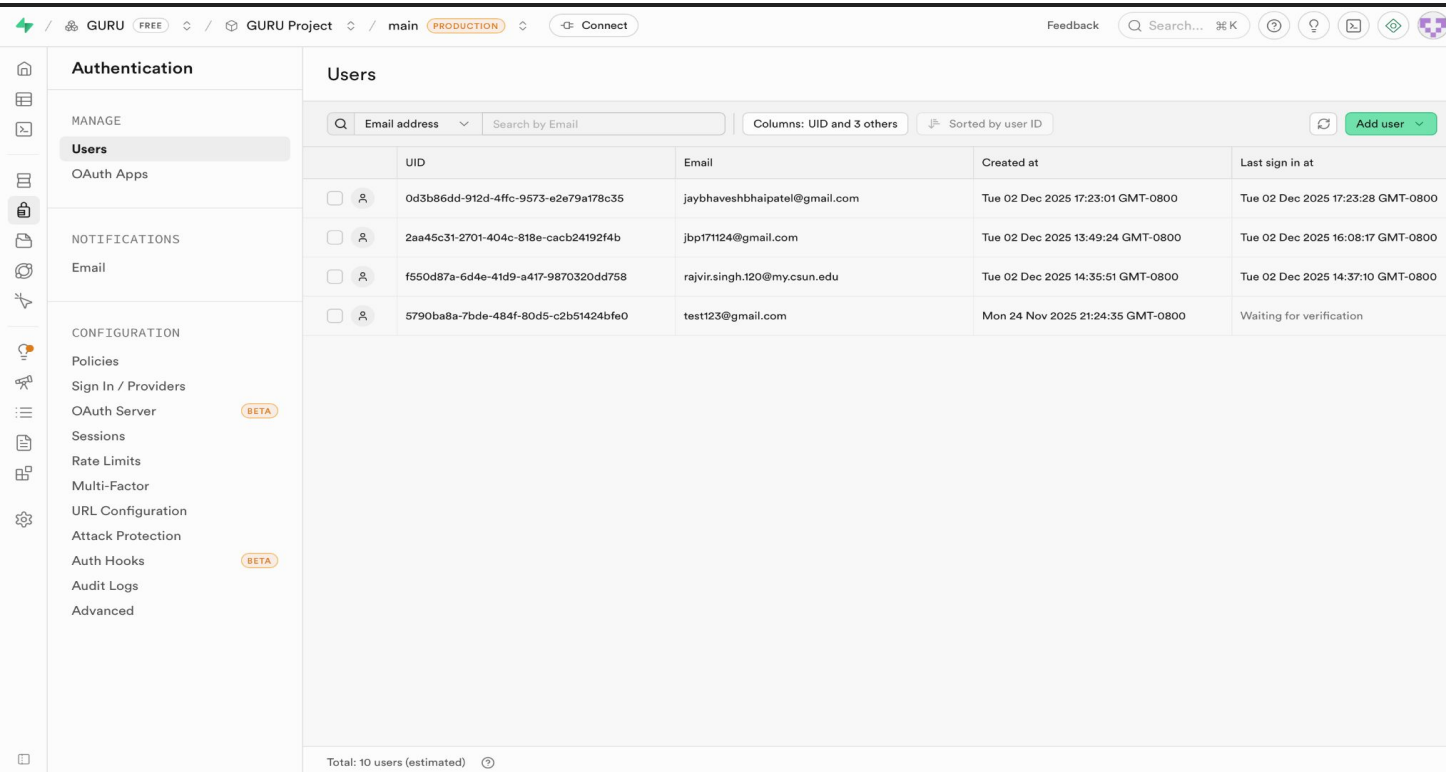 / GURU FREE / GURU Project / main PRODUCTION Connect Feedback Search... ⌘K
Authentication
MANAGE
Users
OAuth Apps
NOTIFICATIONS
Email
CONFIGURATION
Policies
Sign In / Providers
OAuth Server BETA
Sessions
Rate Limits
Multi-Factor
URL Configuration
Attack Protection
Auth Hooks BETA
Audit Logs
Advanced
Users
Email address Search by Email Columns: UID and 3 others Sorted by user ID Add user
UID Email Created at Last sign in at
0d3b86dd-912d-4ffc-9573-e2e79a178c35 jaybhaveshbhaipatel@gmail.com Tue 02 Dec 2025 17:23:01 GMT-0800 Tue 02 Dec 2025 17:23:28 GMT-0800
2aa45c31-2701-404c-818e-cacb24192f4b jbp171124@gmail.com Tue 02 Dec 2025 13:49:24 GMT-0800 Tue 02 Dec 2025 16:08:17 GMT-0800
f550d87a-6d4e-41d9-a417-9870320dd758 rajvir.singh.120@my.csun.edu Tue 02 Dec 2025 14:35:51 GMT-0800 Tue 02 Dec 2025 14:37:10 GMT-0800
5790ba8a-7bde-484f-80d5-c2b51424bfe0 test123@gmail.com Mon 24 Nov 2025 21:24:35 GMT-0800 Waiting for verification
Total: 10 users (estimated)